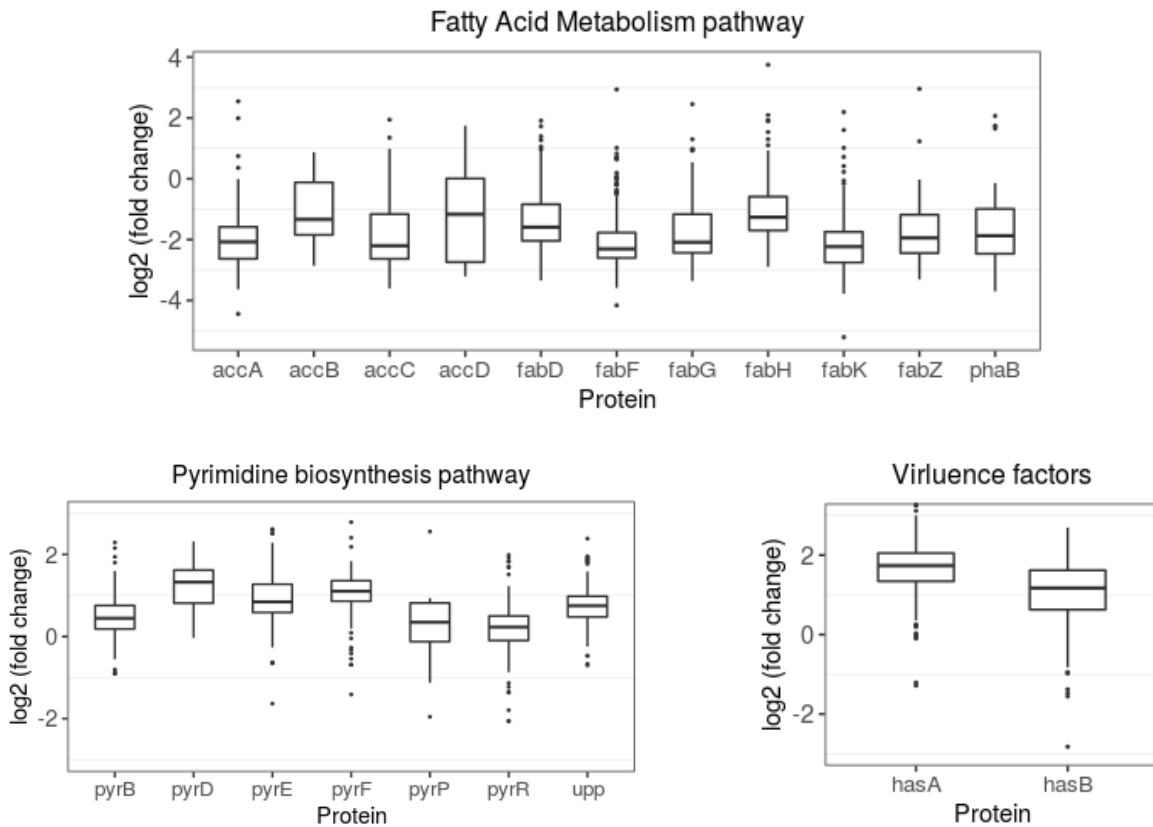 Fatty Acid Metabolism pathway
log2 (fold change)
4
2
0
-2
-4
accA accB accC accD fabD fabF fabG fabH fabK fabZ phaB
Protein
Pyrimidine biosynthesis pathway
log2 (fold change)
2
0
-2
pyrB pyrD pyrE pyrF pyrP pyrR upp
Protein
Virluence factors
log2 (fold change)
2
0
-2
hasA hasB
Protein